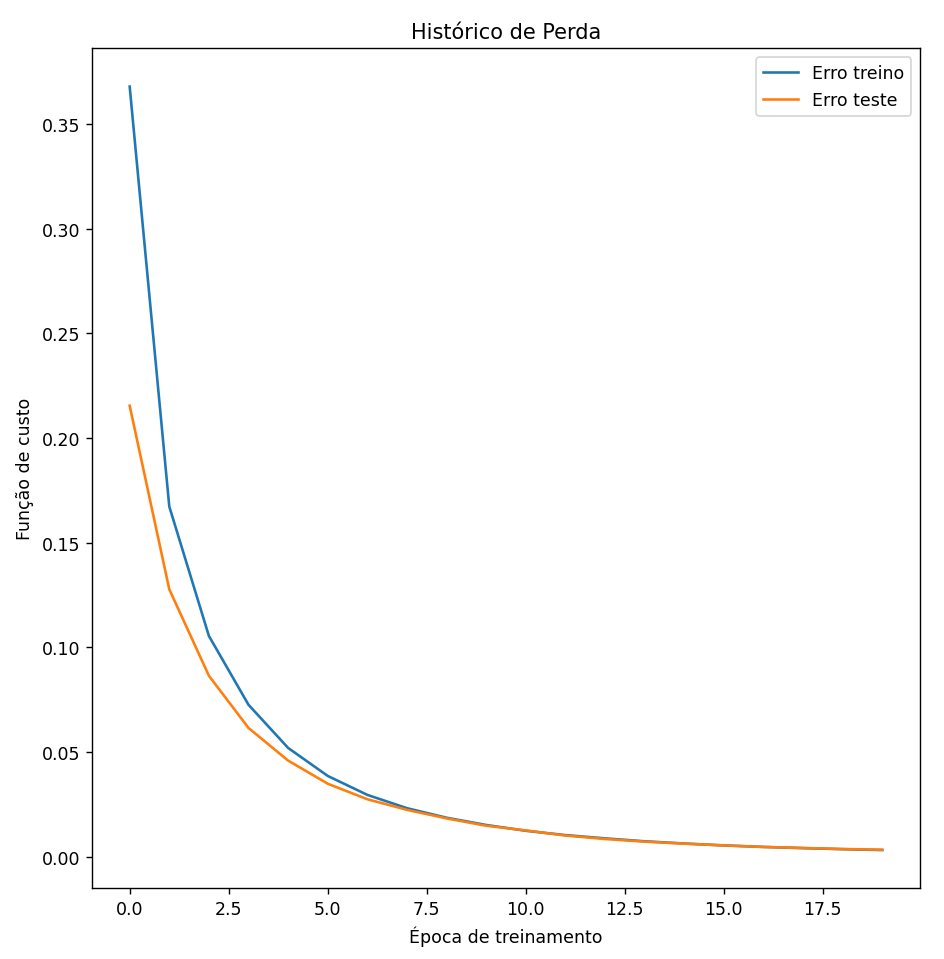 Histórico de Perda
Erro treino
Erro teste
0.35
0.30
0.25
0.20
0.15
0.10
0.05
0.00
Função de custo
0.0 2.5 5.0 7.5 10.0 12.5 15.0 17.5
Época de treinamento